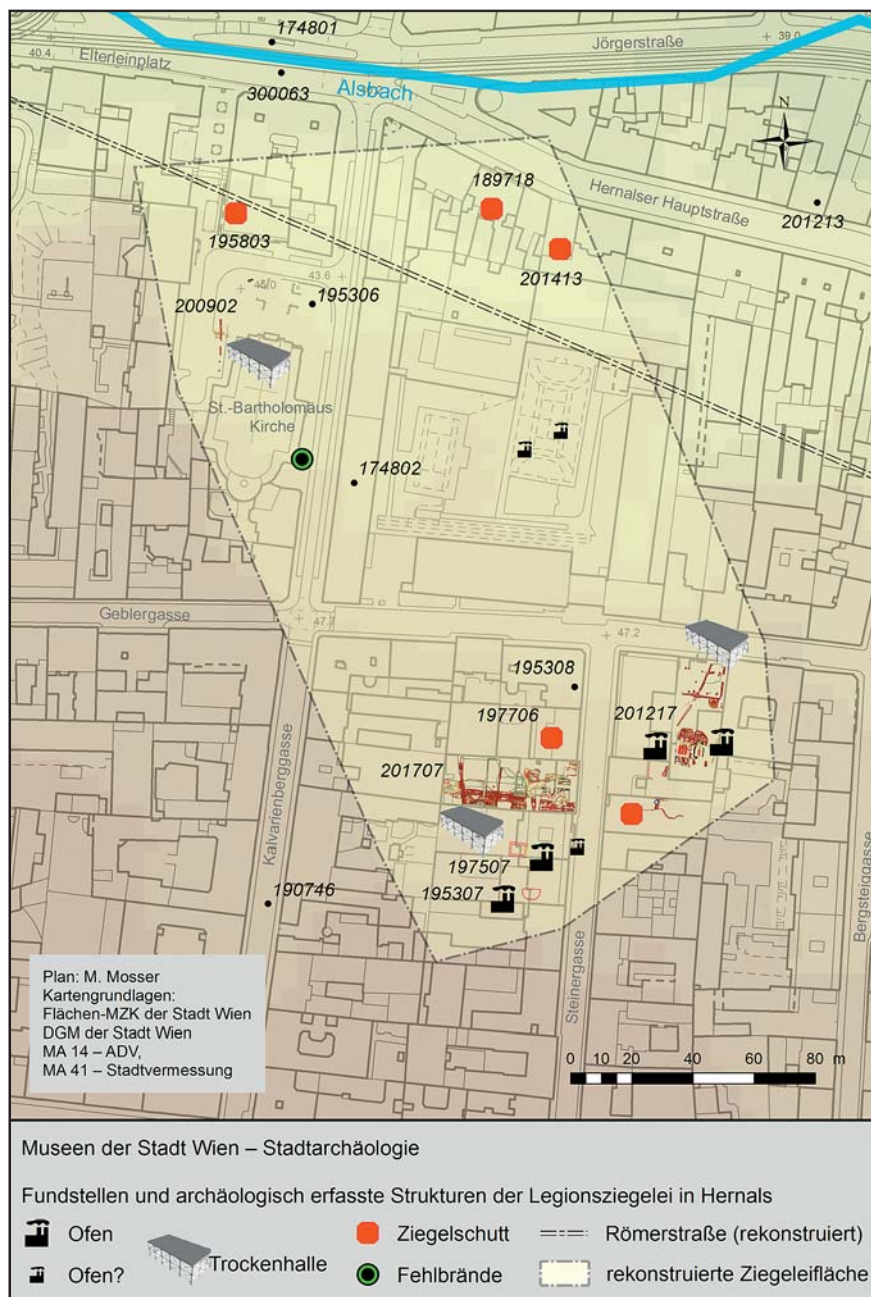 174801
39.0
40.4
Elterleinplatz
Jörgerstraße
300063
Alsbach
N
189718
Hernalser Hauptstraße
201213
195803
201413
43.6
195306
200902
St.-Bartholomäus
Kirche
174802
Geblergasse
47.7
47.2
195308
197706
201217
201707
Kalvarienberggasse
197507
195307
190746
Steinergasse
Bergsteiggasse
Plan: M. Mosser
Kartengrundlagen:
Flächen-MZK der Stadt Wien
DGM der Stadt Wien
MA 14 – ADV,
MA 41 – Stadtvermessung
0 10 20 40 60 80 m
Museen der Stadt Wien – Stadtarchäologie
Fundstellen und archäologisch erfasste Strukturen der Legionsziegelei in Hernals
Ofen
Ofen?
Trockenhalle
Ziegelschutt
Fehlbrände
Römerstraße (rekonstruiert)
rekonstruierte Ziegeleifläche